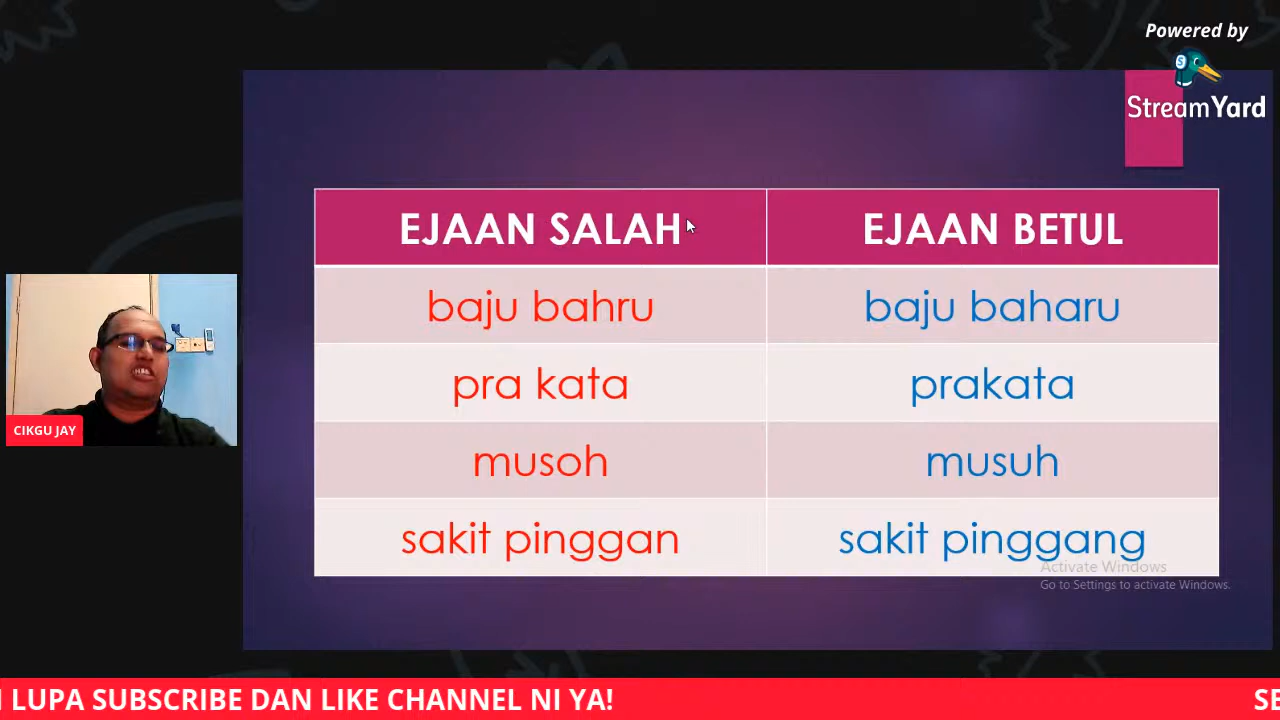 Powered by
StreamYard
EJAAN SALAH EJAAN BETUL
baju bahru baju baharu
pra kata prakata
musoh musuh
sakit pinggan sakit pinggang
Activate Windows
Go to Settings to activate Windows.
CIKGU JAY
LUPA SUBSCRIBE DAN LIKE CHANNEL NI YA!